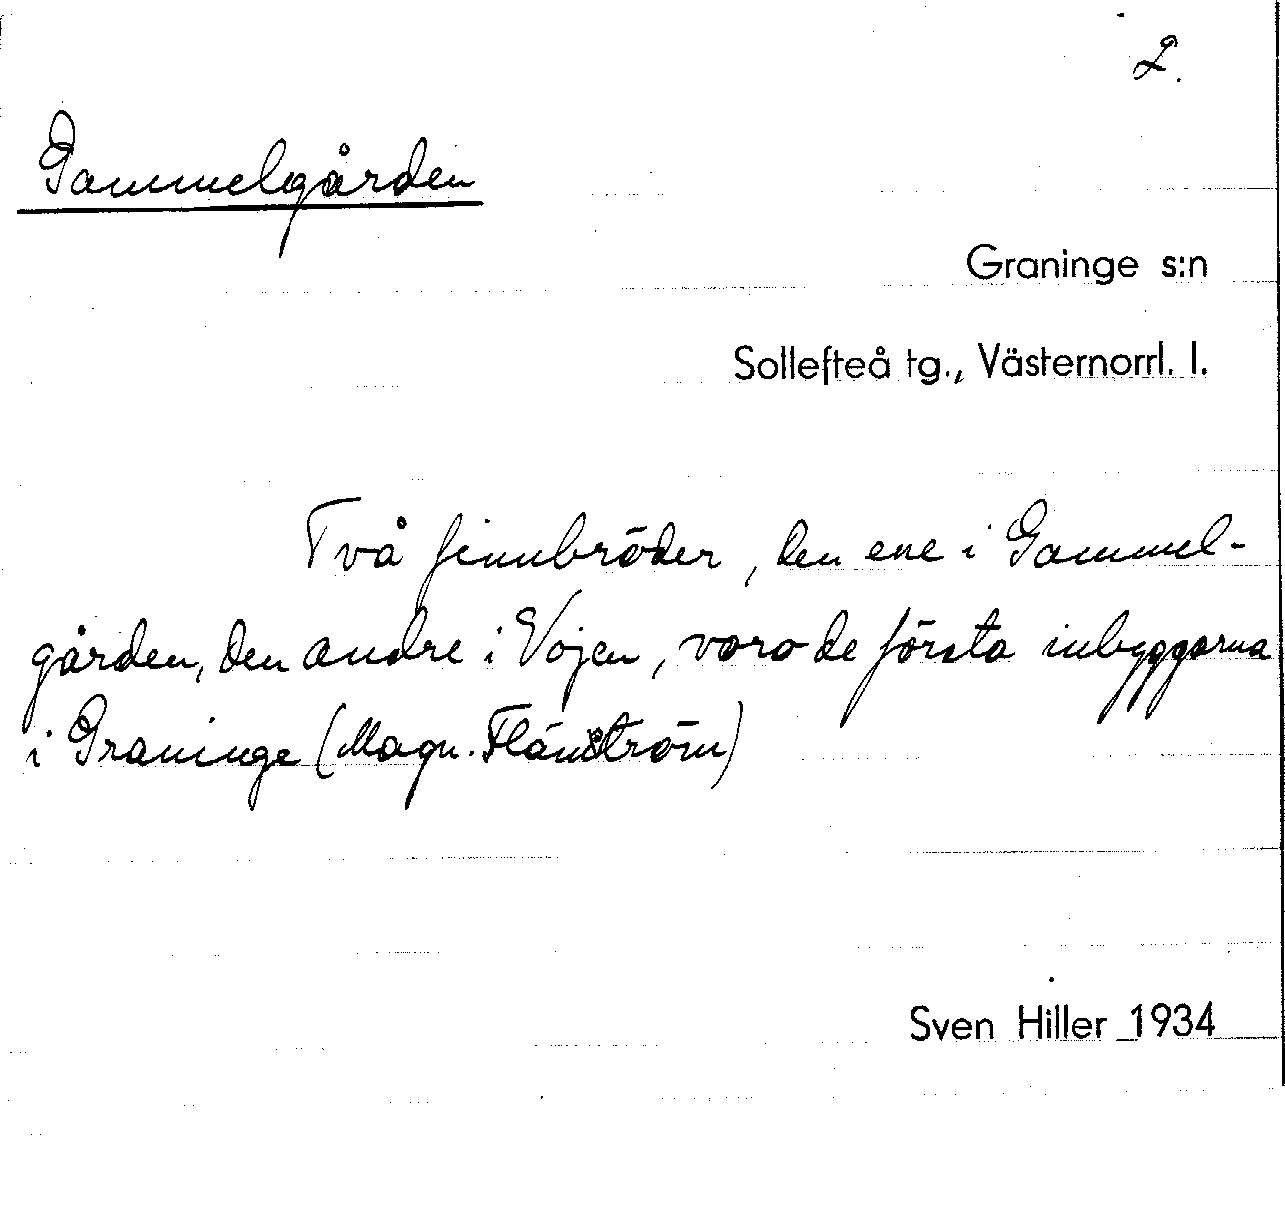 2.
Gammelgården
Graninge s:n
Sollefteå tg., Västernorrl. l.
Två finnbröder, den ene i Gammel-
gården, den andre i Vojen, voro de första inbyggarna
i Graninge (Magn. Flänström)
Sven Hiller 1934